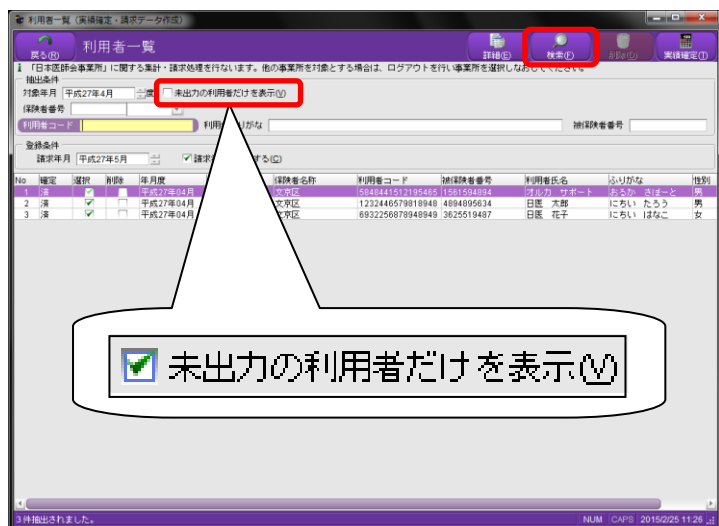 利用者一覧 (実績確定・請求データ作成)
戻る(R) 利用者一覧 詳細(E) 検索(F) 削除(D) 実績確定(I)
「日本医師会事業所」に関する集計・請求処理を行ないます。他の事業所を対象とする場合は、ログアウトを行い事業所を選択しなおしてください。
抽出条件
対象年月 平成27年4月 度 未出力の利用者だけを表示(V)
保険者番号
利用者コード 利用 りがな 被保険者番号
登録条件
請求年月 平成27年5月 請求 する(C)
No 確定 選択 削除 年月度 保険者名称 利用者コード 被保険者番号 利用者氏名 ふりがな 性別
1 済 平成27年04月 文京区 5848441512195465 1561594894 オルカ サポート おるか さぽーと 男
2 済 平成27年04月 文京区 1232446579818948 4894895634 日医 太郎 にちい たろう 男
3 済 平成27年04月 文京区 6932256878948949 3625519487 日医 花子 にちい はなこ 女
未出力の利用者だけを表示(V)
3件抽出されました。 NUM CAPS 2015/2/25 11:26